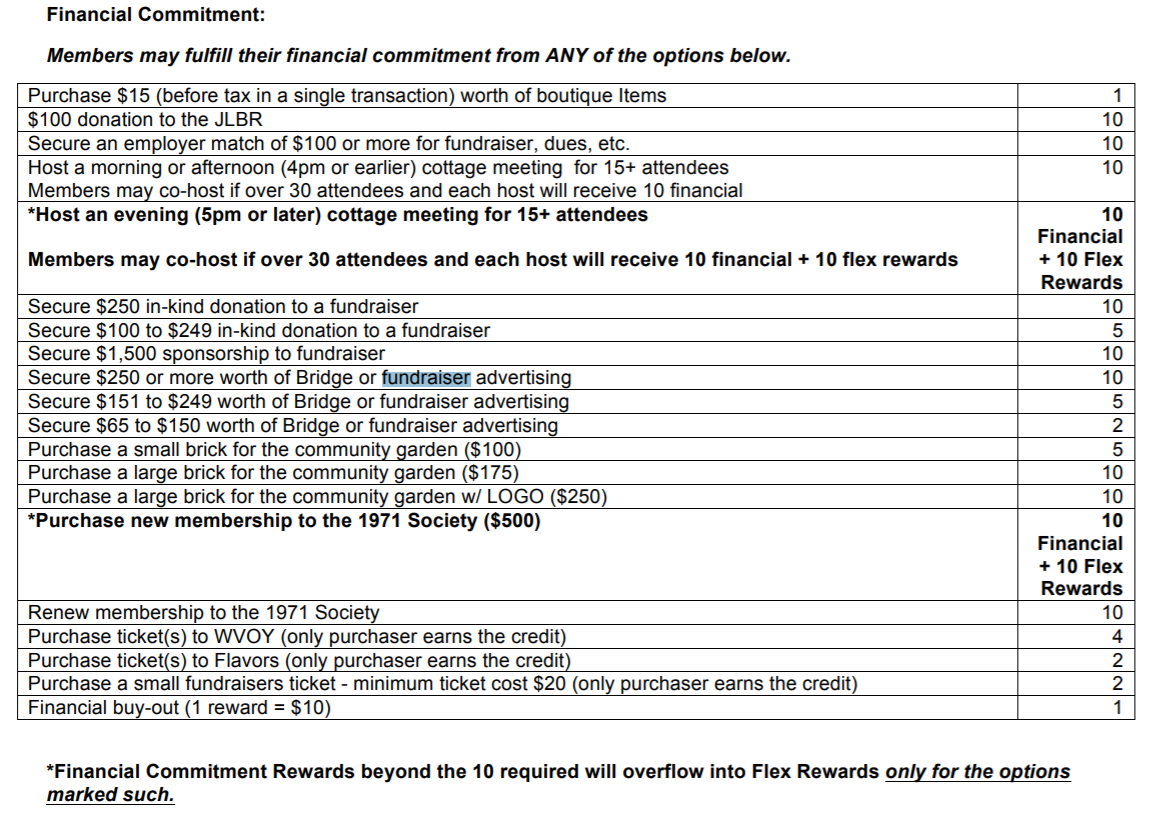 Financial Commitment:
Members may fulfill their financial commitment from ANY of the options below.
Purchase $15 (before tax in a single transaction) worth of boutique Items 1
$100 donation to the JLBR 10
Secure an employer match of $100 or more for fundraiser, dues, etc. 10
Host a morning or afternoon (4pm or earlier) cottage meeting for 15+ attendees 10
Members may co-host if over 30 attendees and each host will receive 10 financial
*Host an evening (5pm or later) cottage meeting for 15+ attendees 10
Financial
Members may co-host if over 30 attendees and each host will receive 10 financial + 10 flex rewards + 10 Flex
Rewards
Secure $250 in-kind donation to a fundraiser 10
Secure $100 to $249 in-kind donation to a fundraiser 5
Secure $1,500 sponsorship to fundraiser 10
Secure $250 or more worth of Bridge or fundraiser advertising 10
Secure $151 to $249 worth of Bridge or fundraiser advertising 5
Secure $65 to $150 worth of Bridge or fundraiser advertising 2
Purchase a small brick for the community garden ($100) 5
Purchase a large brick for the community garden ($175) 10
Purchase a large brick for the community garden w/ LOGO ($250) 10
*Purchase new membership to the 1971 Society ($500) 10
Financial
+ 10 Flex
Rewards
Renew membership to the 1971 Society 10
Purchase ticket(s) to WVOY (only purchaser earns the credit) 4
Purchase ticket(s) to Flavors (only purchaser earns the credit) 2
Purchase a small fundraisers ticket - minimum ticket cost $20 (only purchaser earns the credit) 2
Financial buy-out (1 reward = $10) 1
*Financial Commitment Rewards beyond the 10 required will overflow into Flex Rewards only for the options
marked such.